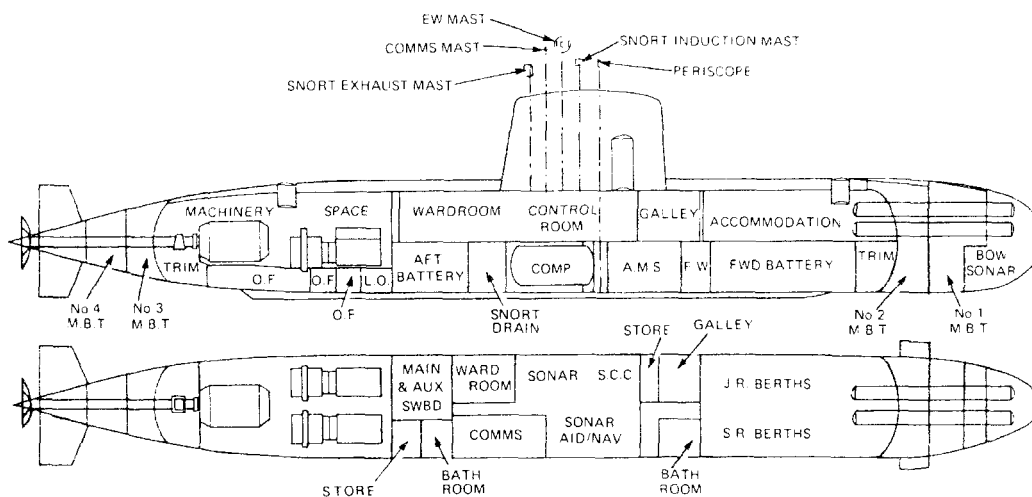 EW MAST
COMMS MAST
SNORT INDUCTION MAST
SNORT EXHAUST MAST
PERISCOPE
MACHINERY SPACE
WARDROOM
CONTROL
ROOM
GALLEY
ACCOMMODATION
TRIM
O.F
O.F
L.O.
AFT
BATTERY
COMP
A.M.S
F W
FWD BATTERY
TRIM
BOW
SONAR
No 4
M.B.T
No 3
M.B.T
O.F
SNORT
DRAIN
No 2
M B T
No 1
M B T
STORE
GALLEY
MAIN
& AUX
SWBD
WARD
ROOM
SONAR
S.C.C
J.R. BERTHS
COMMS
SONAR
AID/NAV
S.R. BERTHS
STORE
BATH
ROOM
BATH
ROOM